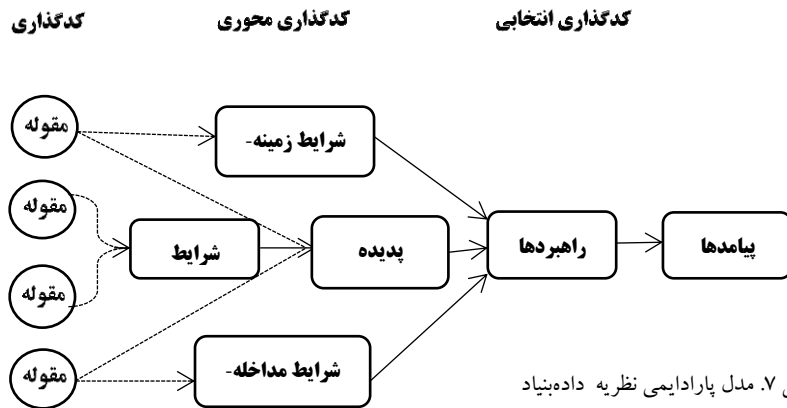 کدگذاری انتخابی
کدگذاری محوری
کدگذاری
مقوله
شرایط زمینه-
مقوله
شرایط
پدیده
راهبردها
پیامدها
مقوله
شرایط مداخله-
مقوله
۷. مدل پارادایمی نظریه داده‌بنیاد